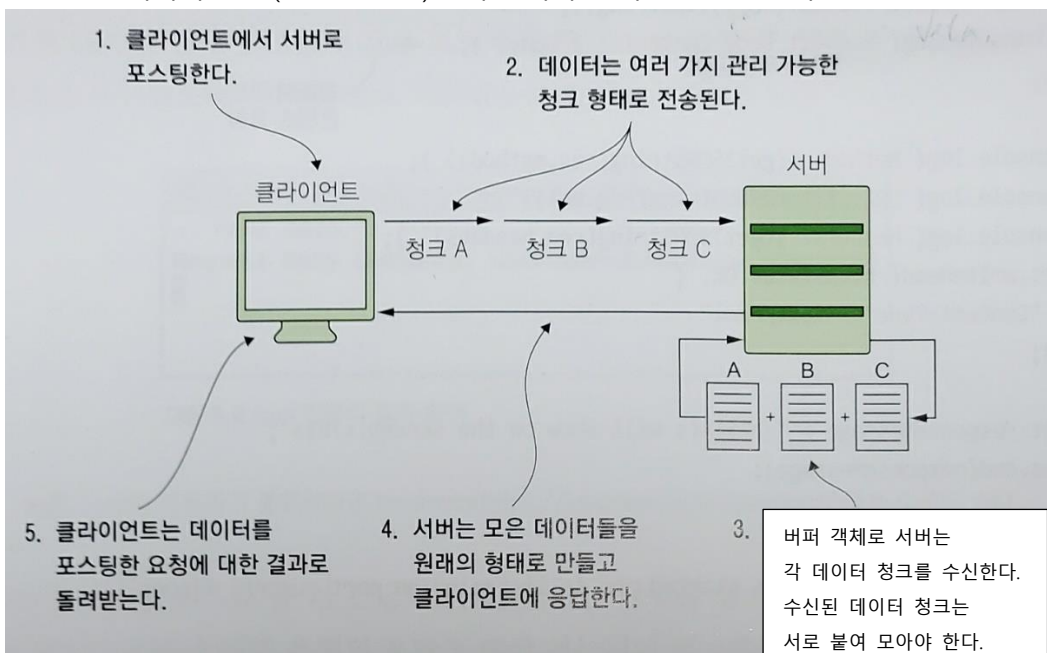 1. 클라이언트에서 서버로
포스팅한다.
2. 데이터는 여러 가지 관리 가능한
청크 형태로 전송된다.
클라이언트
서버
청크 A
청크 B
청크 C
A
B
C
+
+
5. 클라이언트는 데이터를
포스팅한 요청에 대한 결과로
돌려받는다.
4. 서버는 모은 데이터들을
원래의 형태로 만들고
클라이언트에 응답한다.
3. 버퍼 객체로 서버는
각 데이터 청크를 수신한다.
수신된 데이터 청크는
서로 붙여 모아야 한다.